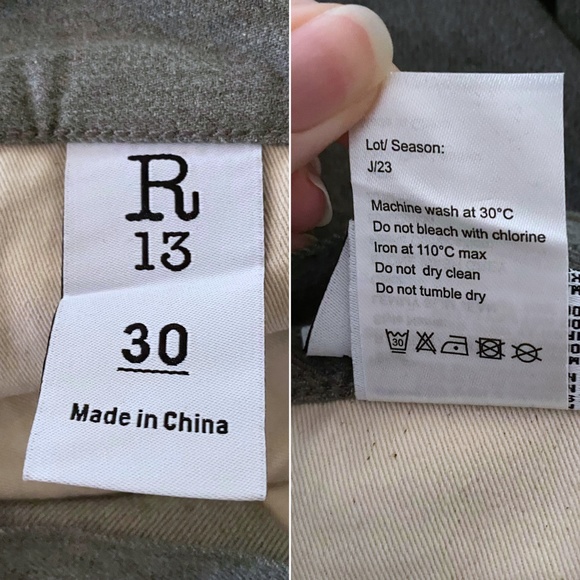 R
13
30
Made in China
Lot/ Season:
J/23
Machine wash at 30°C
Do not bleach with chlorine
Iron at 110°C max
Do not dry clean
Do not tumble dry
30